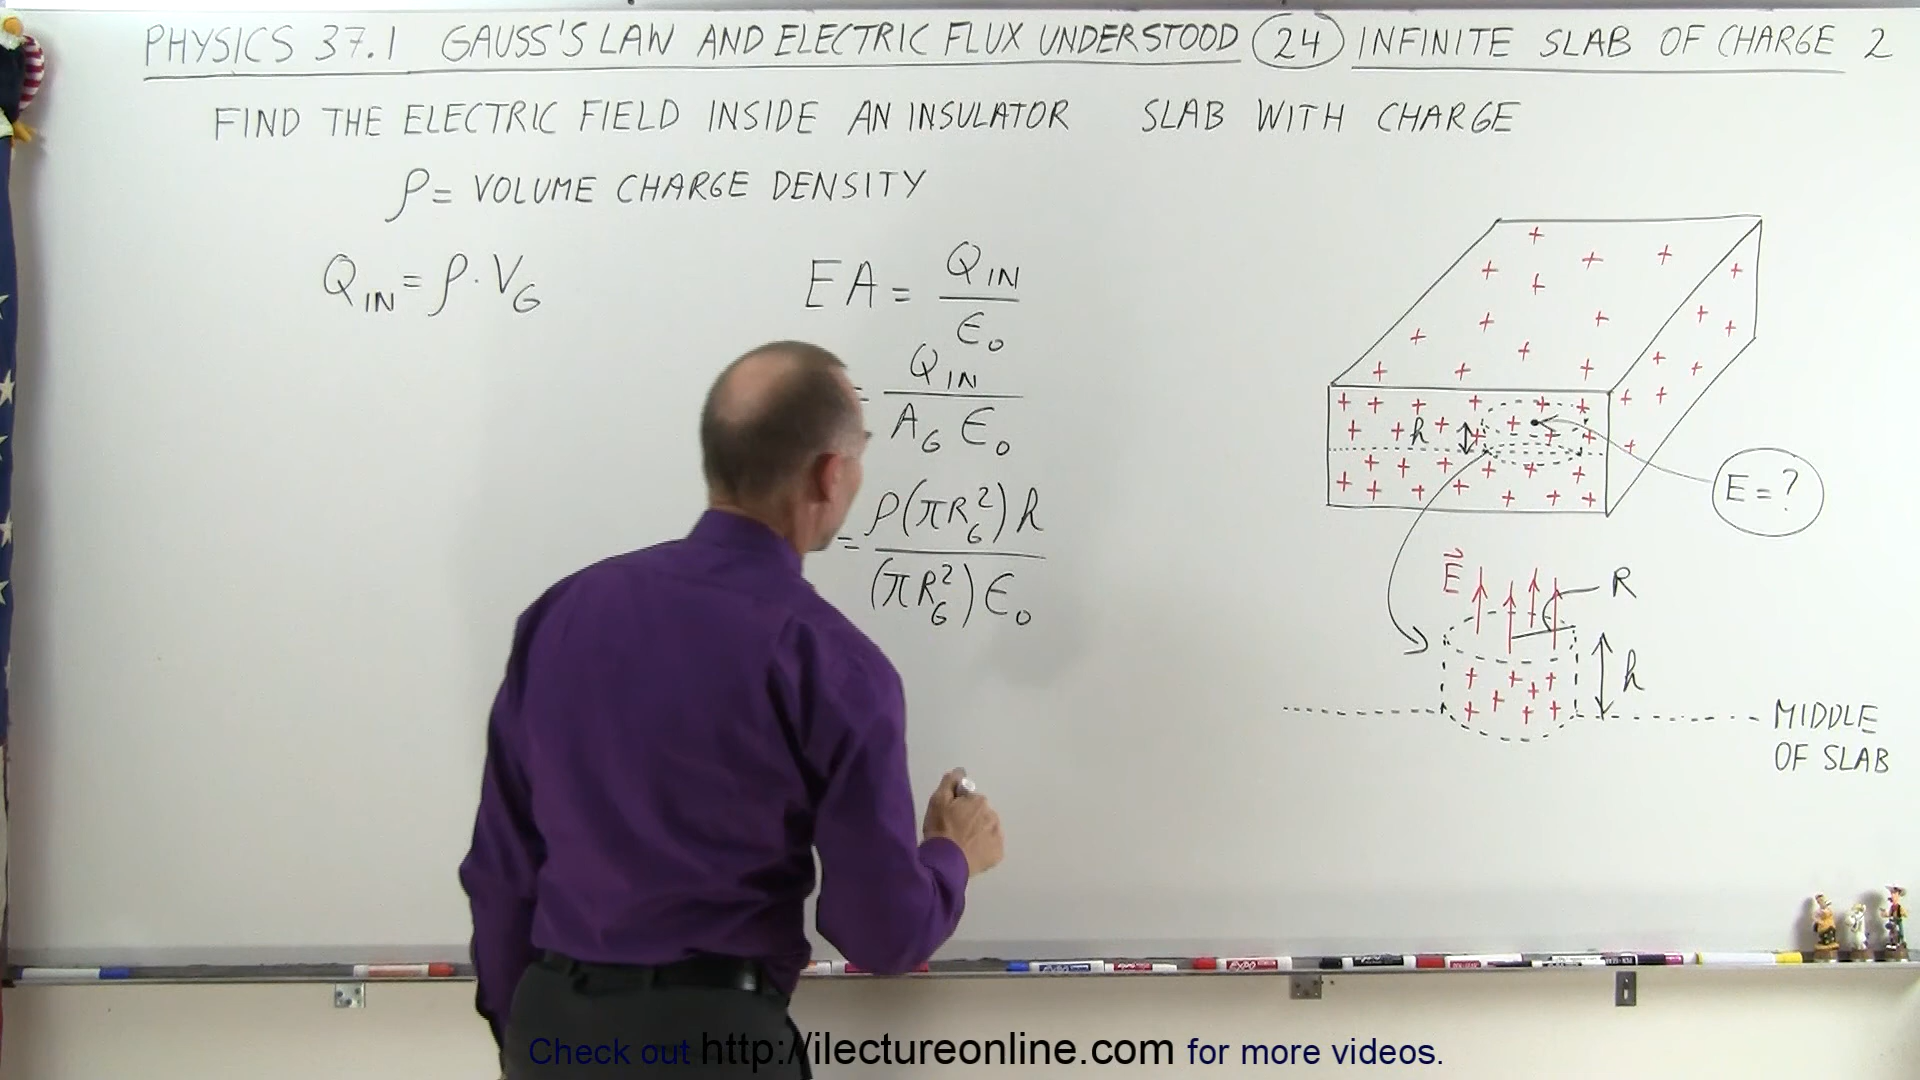 PHYSICS 37.1 GAUSS'S LAW AND ELECTRIC FLUX UNDERSTOOD 24 INFINITE SLAB OF CHARGE 2
FIND THE ELECTRIC FIELD INSIDE AN INSULATOR SLAB WITH CHARGE
ρ = VOLUME CHARGE DENSITY
Q_IN = ρ · V_G
EA = Q_IN / ϵ₀
= Q_IN / A_G ϵ₀
= ρ(πR_G²)h / (πR_G²)ϵ₀
h
E = ?
E⃗
R
h
MIDDLE
OF SLAB
EXPO
Check out http://ilectureonline.com for more videos.